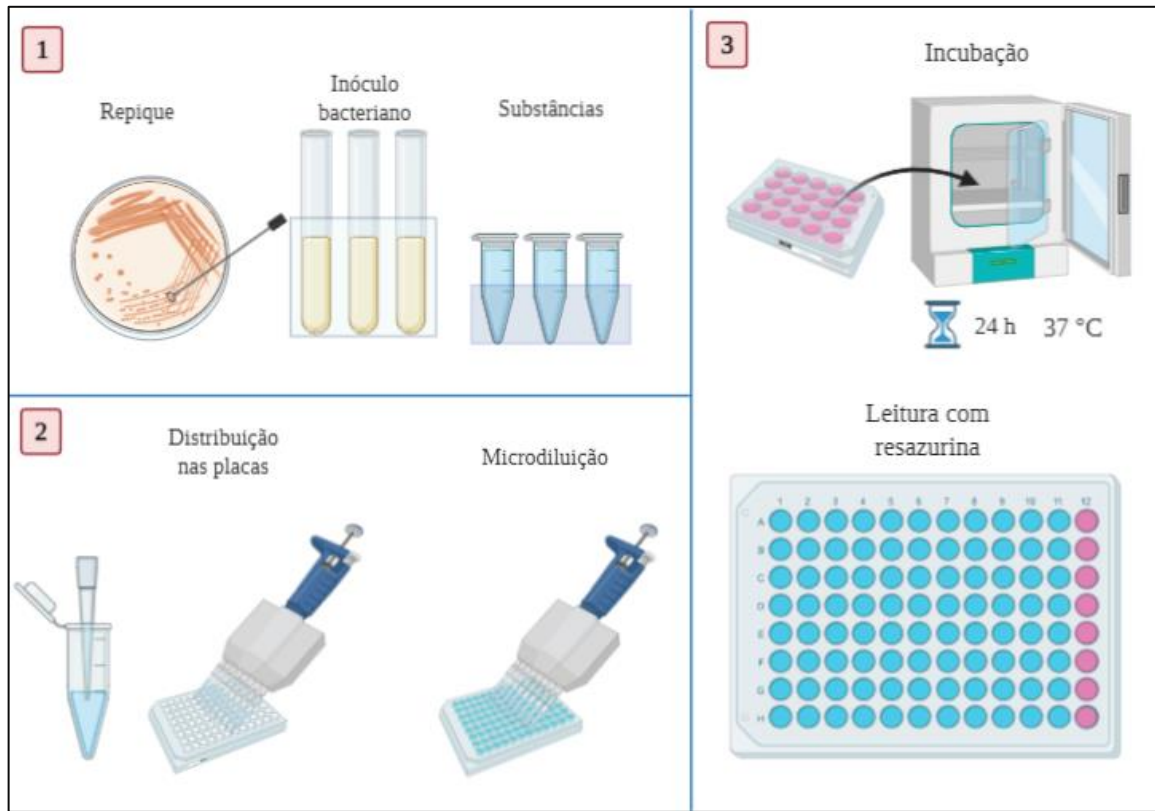 1
Repique
Inóculo
bacteriano
Substâncias
2
Distribuição
nas placas
Microdiluição
3
Incubação
24 h 37 °C
Leitura com
resazurina
1 2 3 4 5 6 7 8 9 10 11 12
A
B
C
D
E
F
G
H